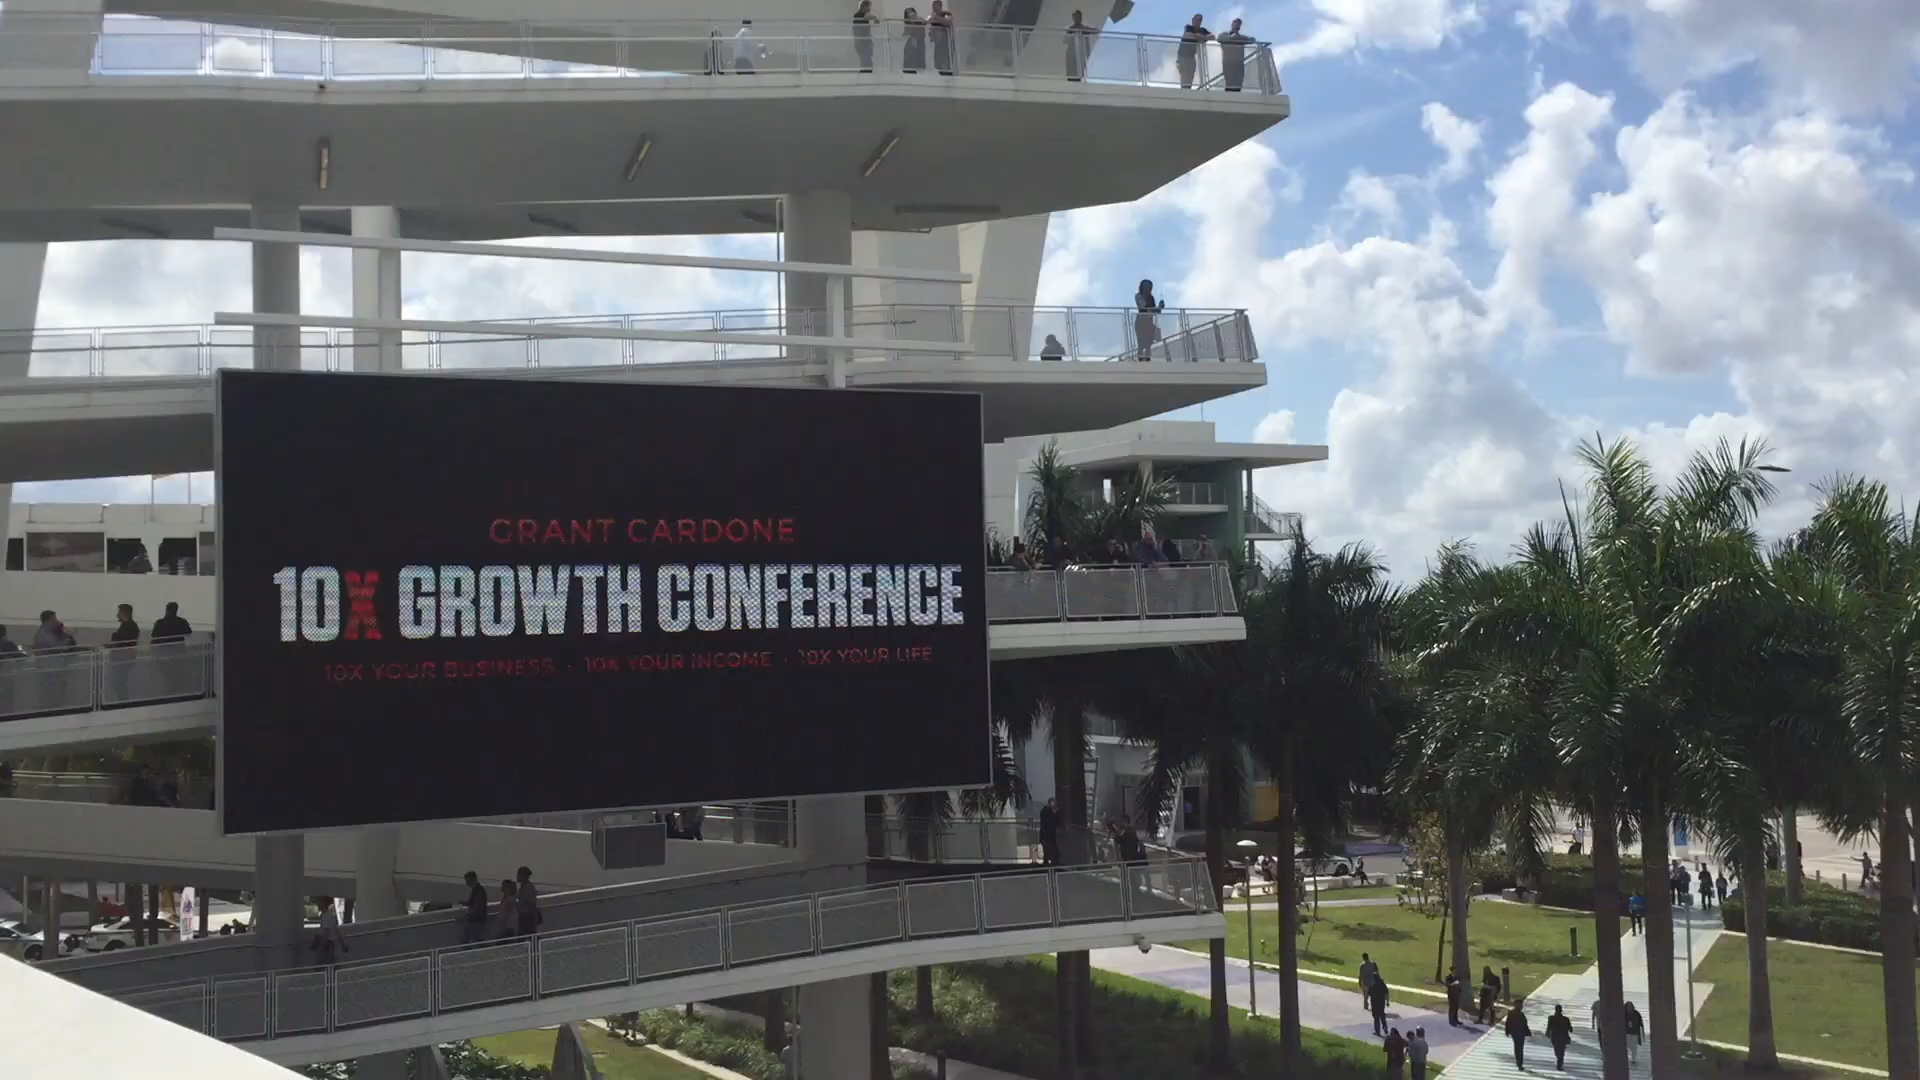 GRANT CARDONE
10X GROWTH CONFERENCE
10X YOUR BUSINESS · 10X YOUR INCOME · 10X YOUR LIFE